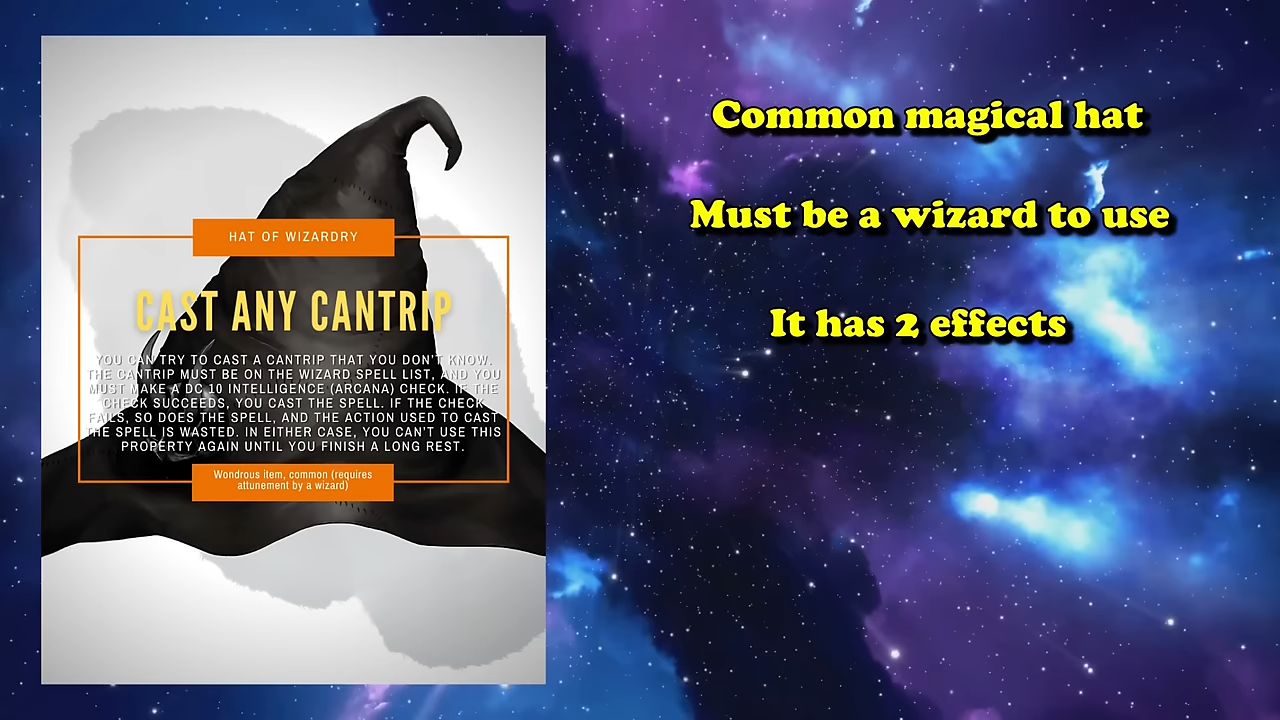 HAT OF WIZARDRY
CAST ANY CANTRIP
YOU CAN TRY TO CAST A CANTRIP THAT YOU DON'T KNOW.
THE CANTRIP MUST BE ON THE WIZARD SPELL LIST, AND YOU
MUST MAKE A DC 10 INTELLIGENCE (ARCANA) CHECK. IF THE
CHECK SUCCEEDS, YOU CAST THE SPELL. IF THE CHECK
FAILS, SO DOES THE SPELL, AND THE ACTION USED TO CAST
THE SPELL IS WASTED. IN EITHER CASE, YOU CAN'T USE THIS
PROPERTY AGAIN UNTIL YOU FINISH A LONG REST.
Wondrous item, common (requires
attunement by a wizard)
Common magical hat
Must be a wizard to use
It has 2 effects